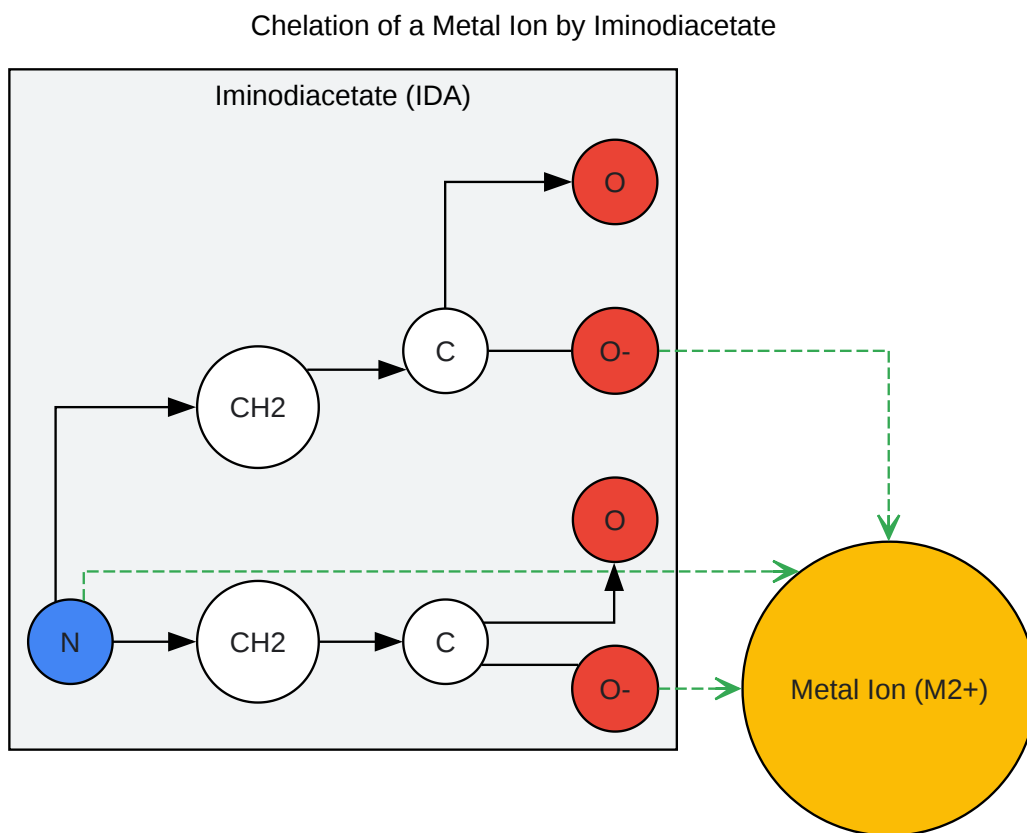 Chelation of a Metal Ion by Iminodiacetate
Iminodiacetate (IDA)
O
C
O-
CH2
O
N
CH2
C
O-
Metal Ion (M2+)